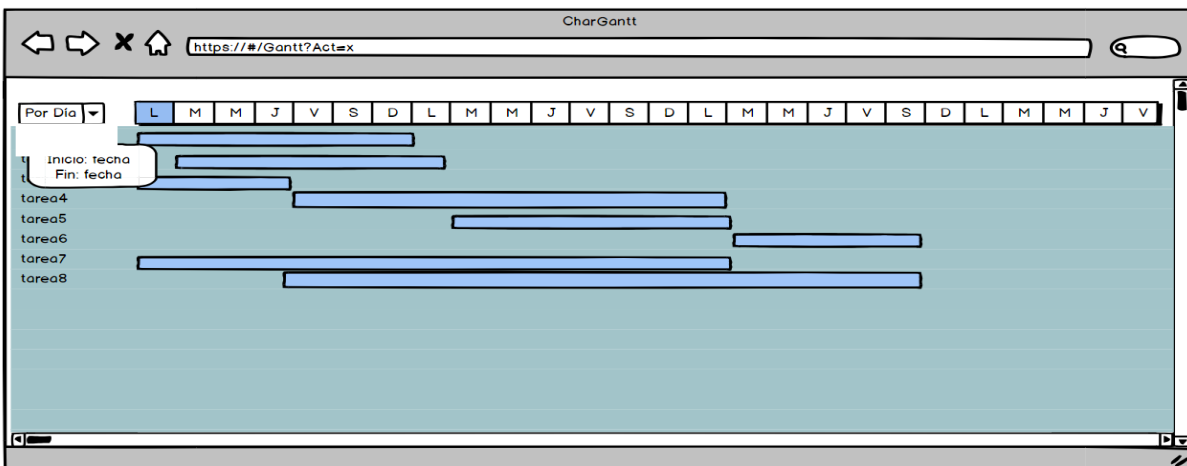 CharGantt
https://#/Gantt?Act=x
Por Día L M M J V S D L M M J V S D L M M J V S D L M M J V
Inicio: fecha
Fin: fecha
tarea4
tarea5
tarea6
tarea7
tarea8